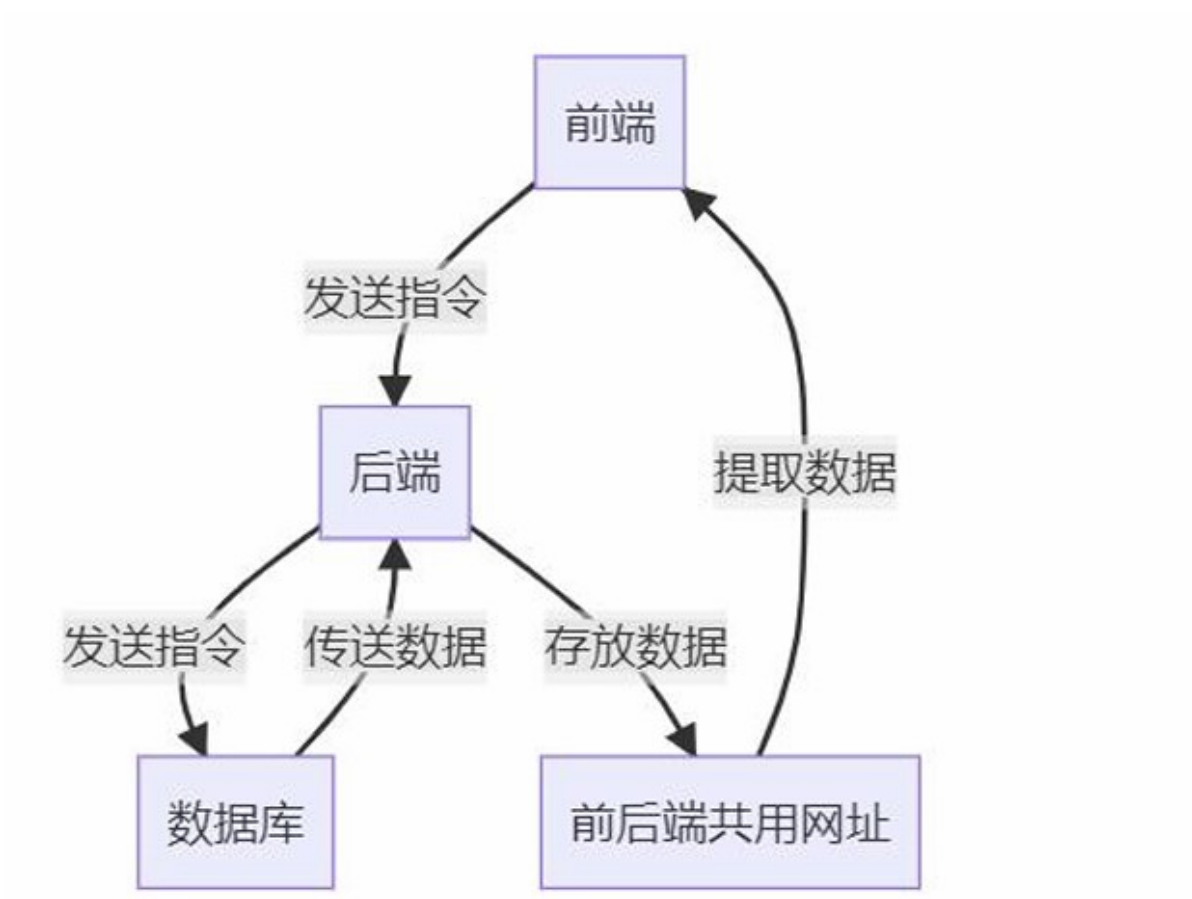 前端
发送指令
后端
提取数据
发送指令
传送数据
存放数据
数据库
前后端共用网址